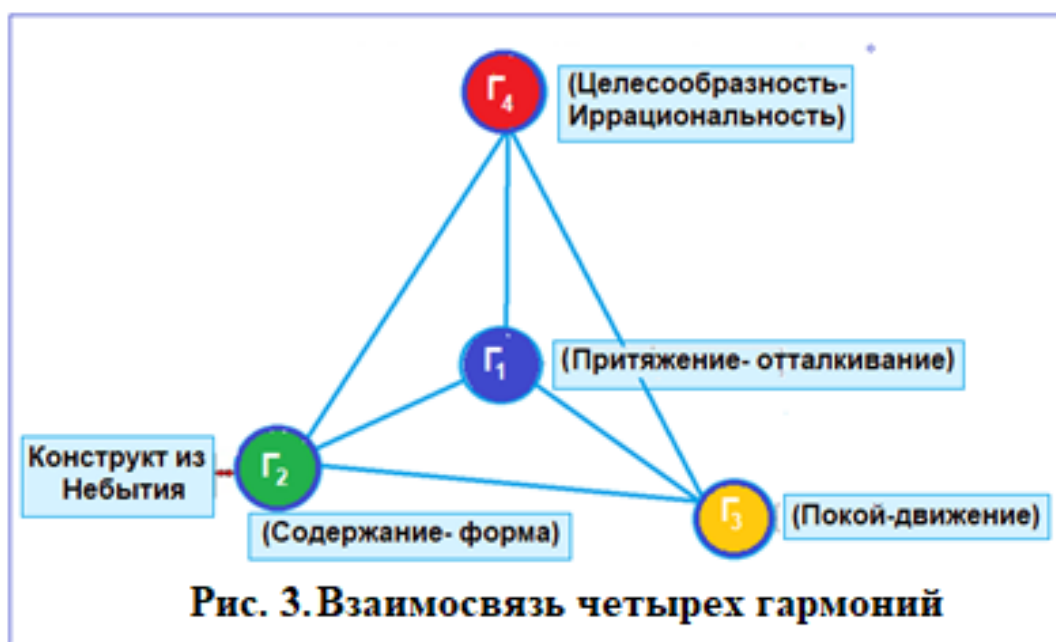 Г4
(Целесообразность-
Иррациональность)
Г1
(Притяжение- отталкивание)
Конструкт из
Небытия
Г2
(Содержание- форма)
Г3
(Покой-движение)
Рис. 3.Взаимосвязь четырех гармоний